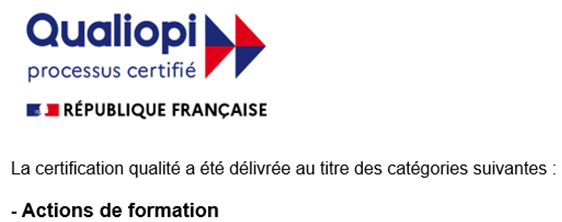 Qualiopi
processus certifié
RÉPUBLIQUE FRANÇAISE
La certification qualité a été délivrée au titre des catégories suivantes :
- Actions de formation